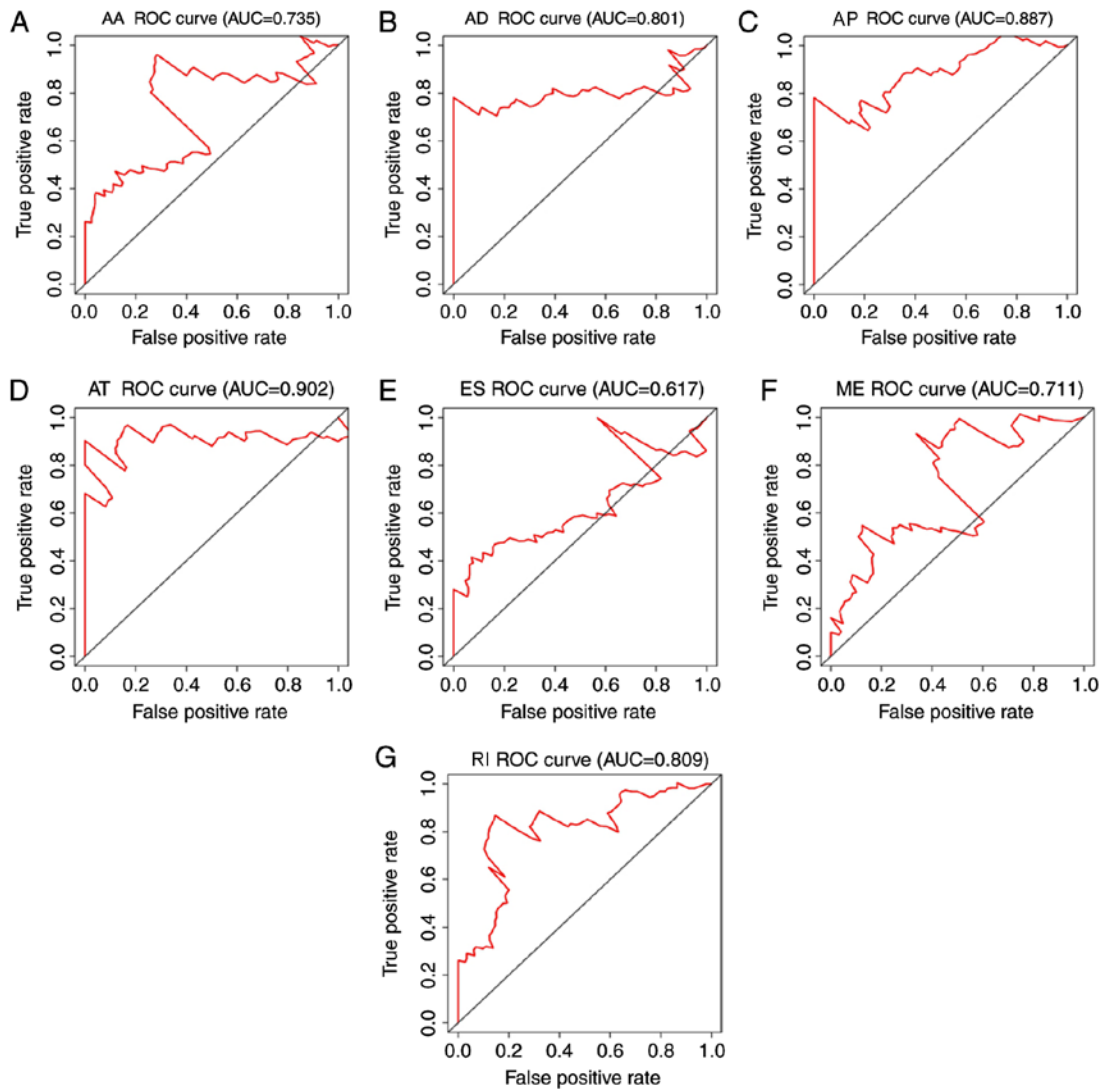 A
AA ROC curve (AUC=0.735)
True positive rate
0.0 0.2 0.4 0.6 0.8 1.0
0.0 0.2 0.4 0.6 0.8 1.0
False positive rate
B
AD ROC curve (AUC=0.801)
True positive rate
0.0 0.2 0.4 0.6 0.8 1.0
0.0 0.2 0.4 0.6 0.8 1.0
False positive rate
C
AP ROC curve (AUC=0.887)
True positive rate
0.0 0.2 0.4 0.6 0.8 1.0
0.0 0.2 0.4 0.6 0.8 1.0
False positive rate
D
AT ROC curve (AUC=0.902)
True positive rate
0.0 0.2 0.4 0.6 0.8 1.0
0.0 0.2 0.4 0.6 0.8 1.0
False positive rate
E
ES ROC curve (AUC=0.617)
True positive rate
0.0 0.2 0.4 0.6 0.8 1.0
0.0 0.2 0.4 0.6 0.8 1.0
False positive rate
F
ME ROC curve (AUC=0.711)
True positive rate
0.0 0.2 0.4 0.6 0.8 1.0
0.0 0.2 0.4 0.6 0.8 1.0
False positive rate
G
RI ROC curve (AUC=0.809)
True positive rate
0.0 0.2 0.4 0.6 0.8 1.0
0.0 0.2 0.4 0.6 0.8 1.0
False positive rate